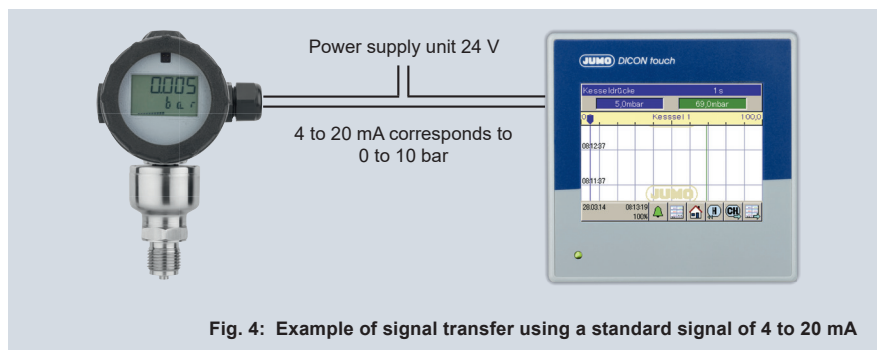 Power supply unit 24 V
4 to 20 mA corresponds to
0 to 10 bar
0.005
bar
JUMO DICON touch
Kesseldrücke 1s
5,0mbar 69,0mbar
0 Kesssel 1 100,0
08:12:37
08:11:37
JUMO
28.03.14 08:13:19
100%
H CH
Fig. 4: Example of signal transfer using a standard signal of 4 to 20 mA